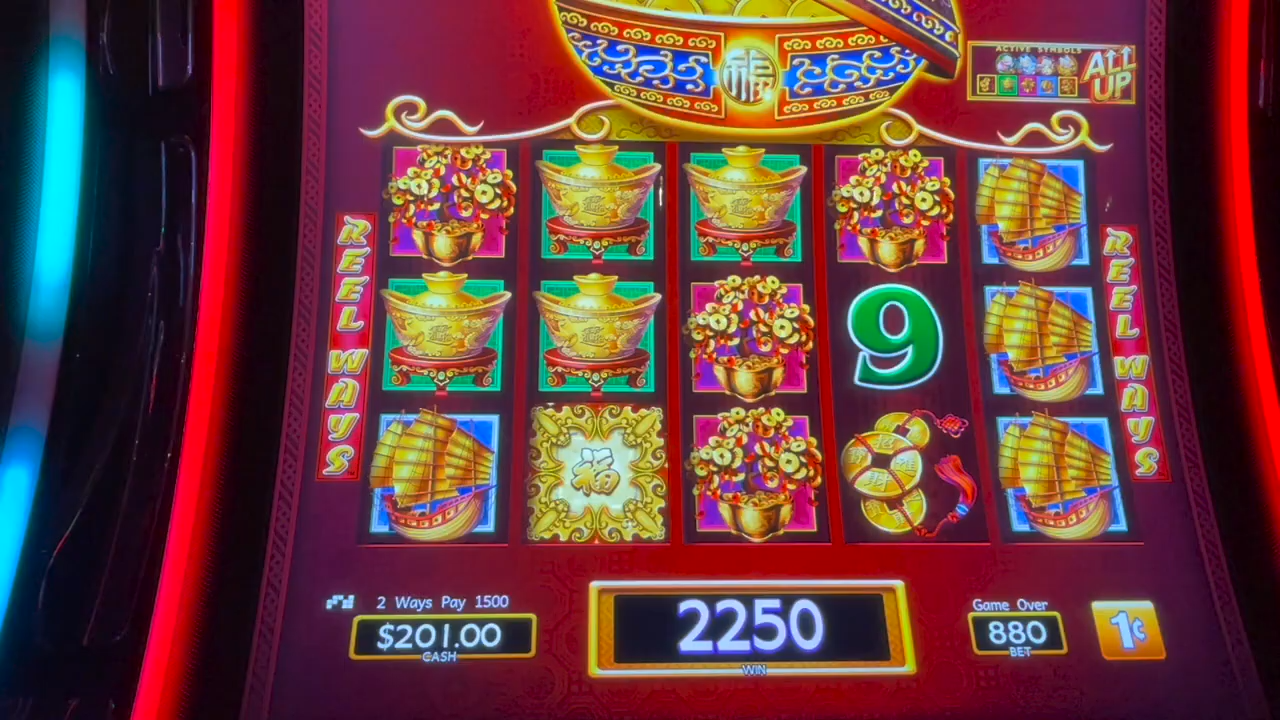 福
ACTIVE SYMBOLS
ALL
UP
REEL WAYS
REEL WAYS
9
福
2 Ways Pay 1500
$201.00
CASH
2250
WIN
Game Over
880
BET
1¢